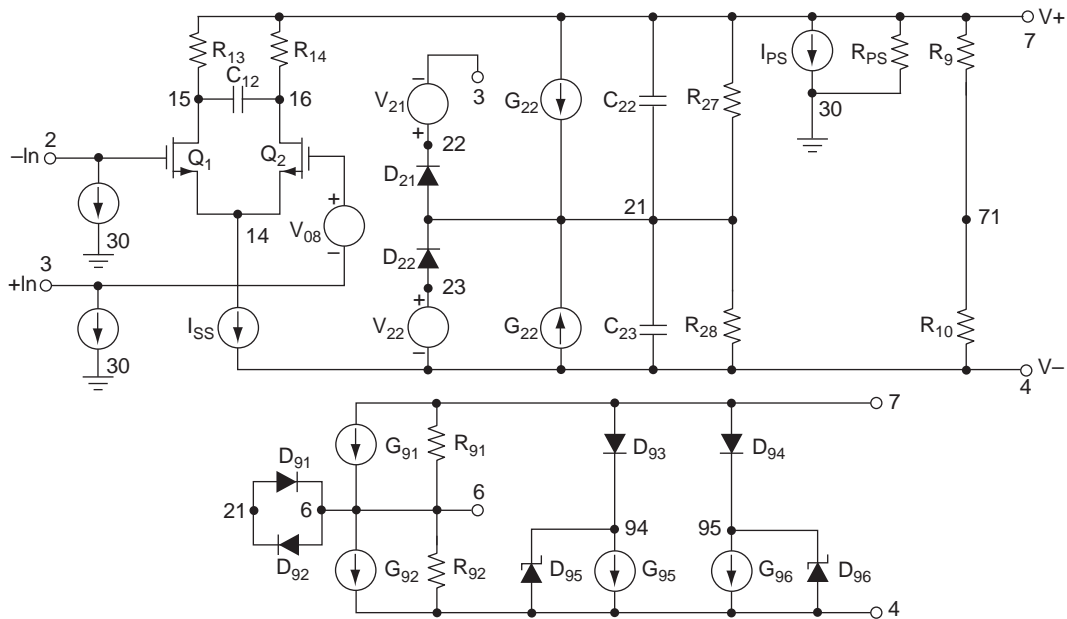 V+
7
R13
R14
C12
15
16
–In
2
Q1
Q2
30
14
+
V08
–
+In
3
30
ISS
–
V21
+
3
22
D21
D22
23
+
V22
–
G22
C22
R27
21
G22
C23
R28
IPS
RPS
30
R9
71
R10
V–
4
7
D91
21
6
D92
G91
R91
6
G92
R92
D93
D94
94
95
D95
G95
G96
D96
4